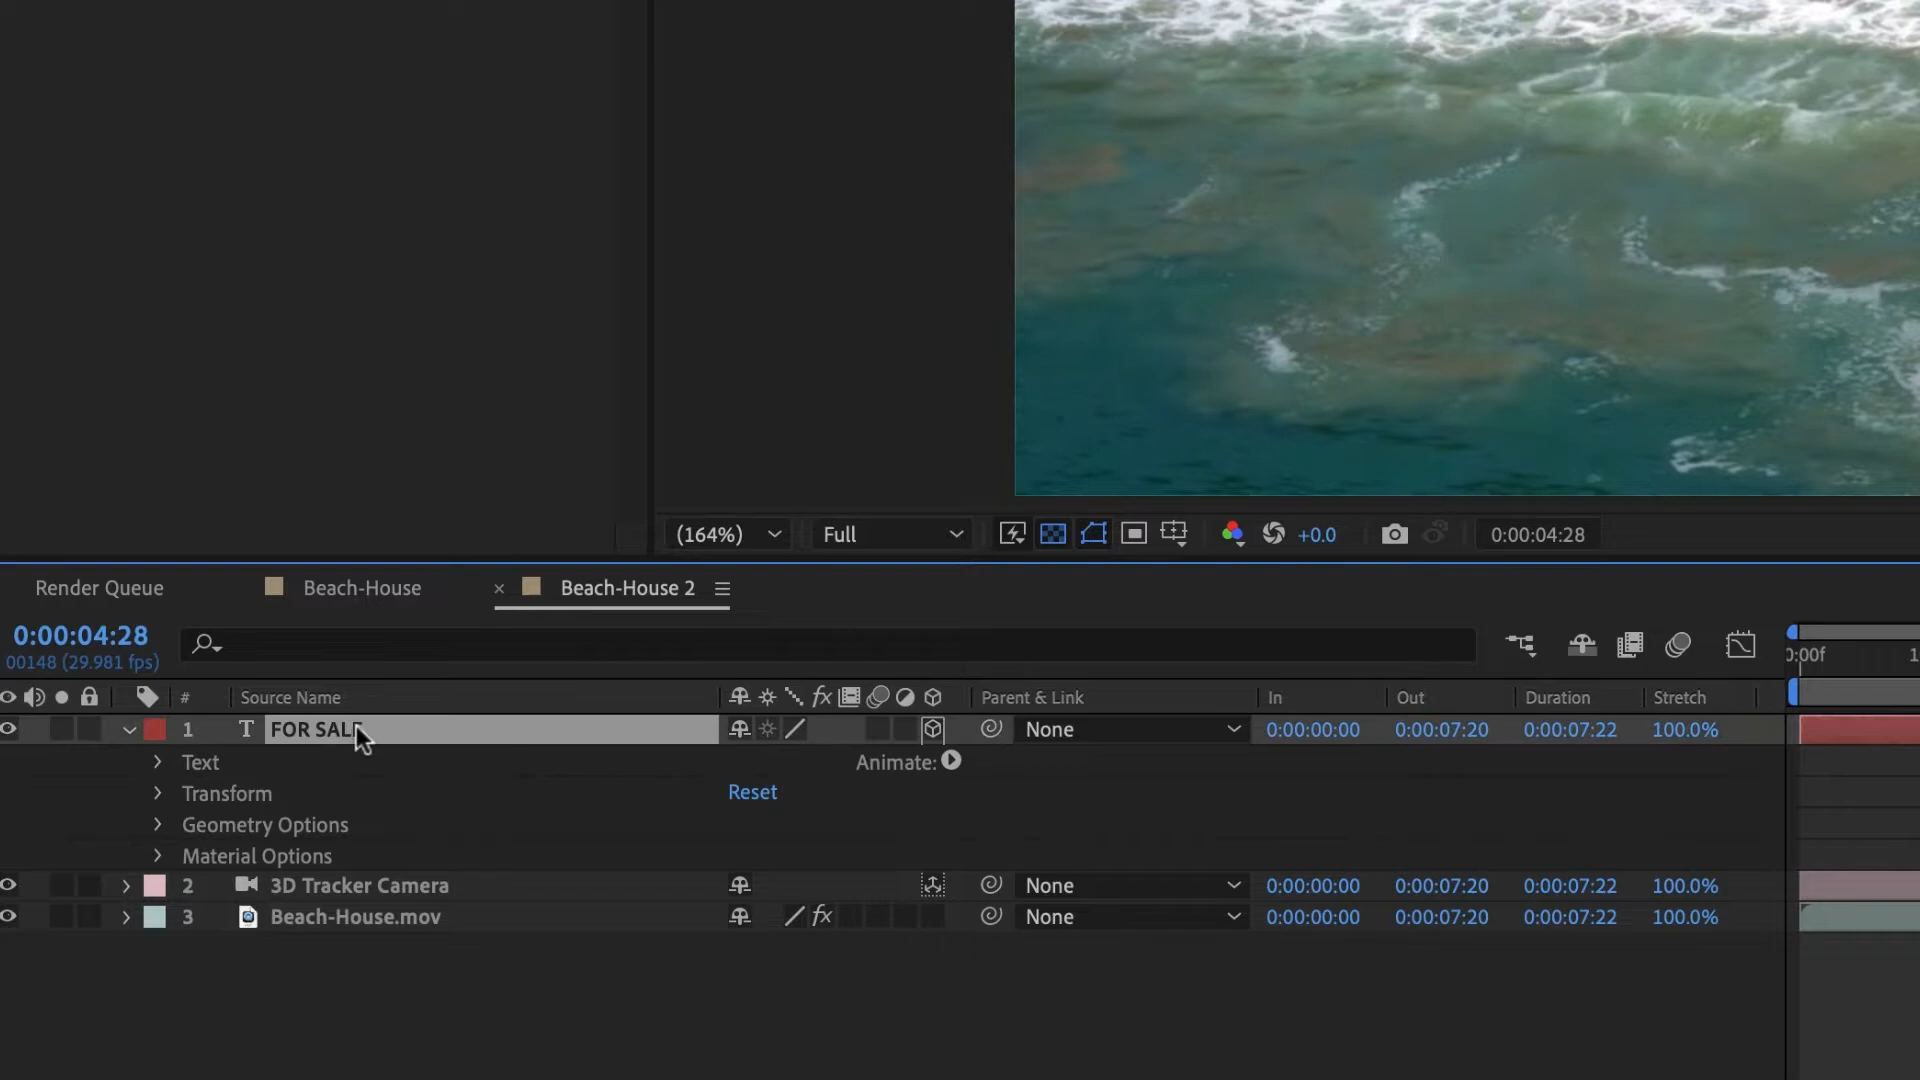 (164%) Full +0.0 0:00:04:28
Render Queue Beach-House × Beach-House 2
0:00:04:28
00148 (29.981 fps)
0:00f
# Source Name fx Parent & Link In Out Duration Stretch
1 T FOR SALE None 0:00:00:00 0:00:07:20 0:00:07:22 100.0%
Text Animate:
Transform Reset
Geometry Options
Material Options
2 3D Tracker Camera None 0:00:00:00 0:00:07:20 0:00:07:22 100.0%
3 Beach-House.mov fx None 0:00:00:00 0:00:07:20 0:00:07:22 100.0%